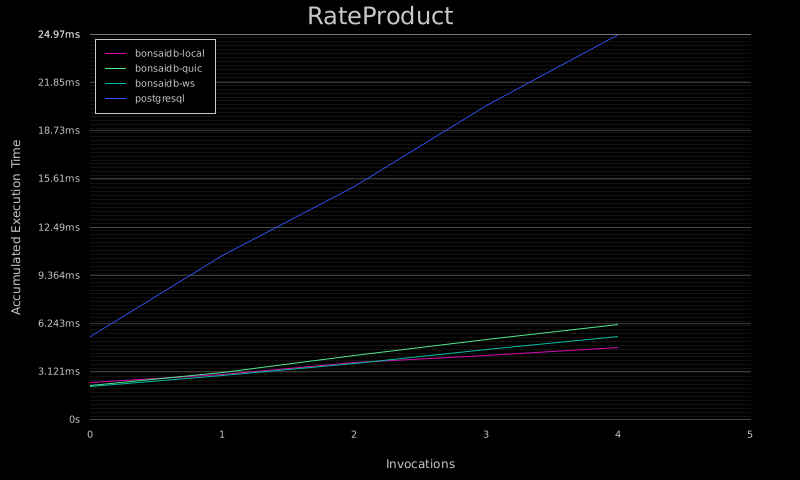 RateProduct
24.97ms
bonsaidb-local
bonsaidb-quic
bonsaidb-ws
postgresql
21.85ms
18.73ms
15.61ms
12.49ms
9.364ms
6.243ms
3.121ms
0s
Accumulated Execution Time
0 1 2 3 4 5
Invocations